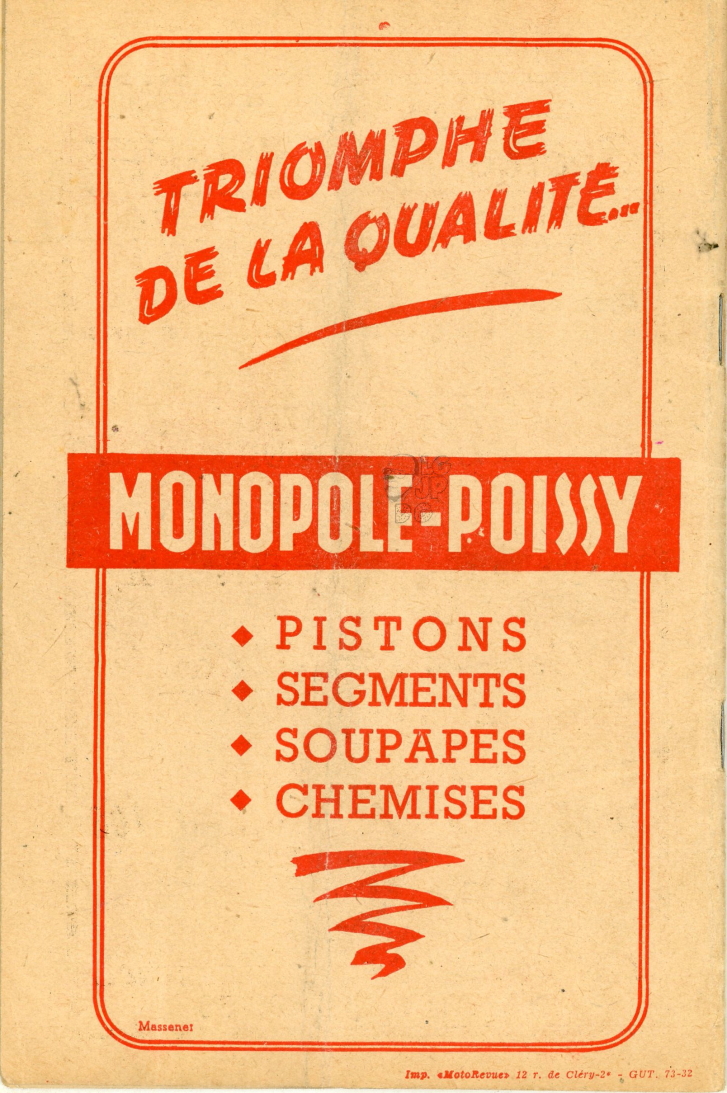 TRIOMPHE
DE LA QUALITÉ...
MONOPOLE-POISSY
◆ PISTONS
◆ SEGMENTS
◆ SOUPAPES
◆ CHEMISES
Massenet
Imp. «MotoRevue» 12 r. de Cléry-2e - GUT. 73-32